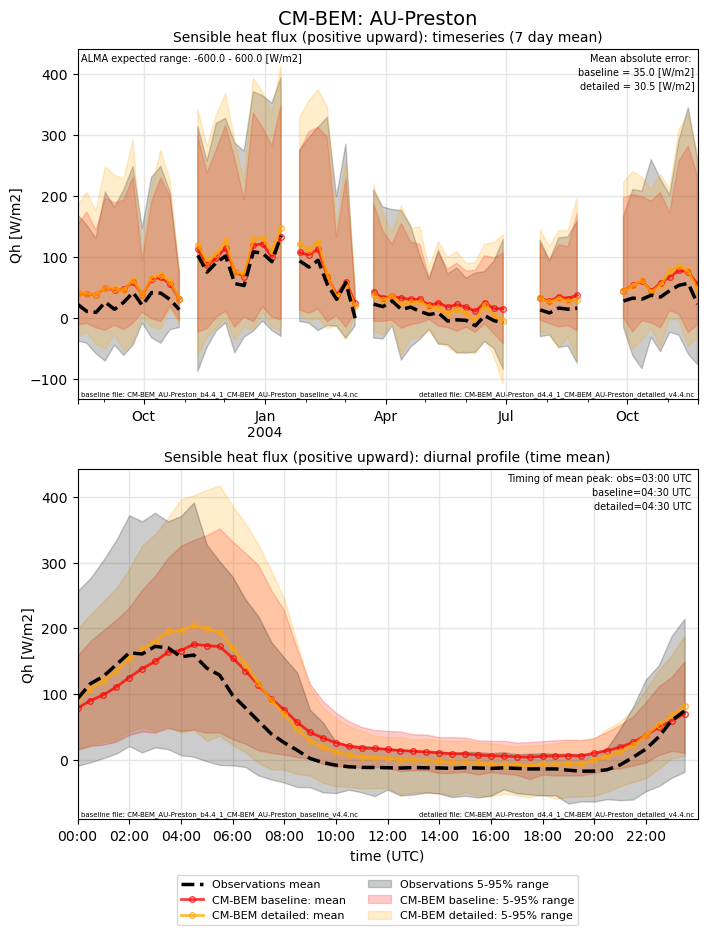 CM-BEM: AU-Preston
Sensible heat flux (positive upward): timeseries (7 day mean)
ALMA expected range: -600.0 - 600.0 [W/m2]
Mean absolute error:
baseline = 35.0 [W/m2]
detailed = 30.5 [W/m2]
400
300
200
100
0
−100
Qh [W/m2]
baseline file: CM-BEM_AU-Preston_b4.4_1_CM-BEM_AU-Preston_baseline_v4.4.nc
detailed file: CM-BEM_AU-Preston_d4.4_1_CM-BEM_AU-Preston_detailed_v4.4.nc
Oct Jan Apr Jul Oct
2004
Sensible heat flux (positive upward): diurnal profile (time mean)
Timing of mean peak: obs=03:00 UTC
baseline=04:30 UTC
detailed=04:30 UTC
400
300
200
100
0
Qh [W/m2]
baseline file: CM-BEM_AU-Preston_b4.4_1_CM-BEM_AU-Preston_baseline_v4.4.nc
detailed file: CM-BEM_AU-Preston_d4.4_1_CM-BEM_AU-Preston_detailed_v4.4.nc
00:00 02:00 04:00 06:00 08:00 10:00 12:00 14:00 16:00 18:00 20:00 22:00
time (UTC)
Observations mean
CM-BEM baseline: mean
CM-BEM detailed: mean
Observations 5-95% range
CM-BEM baseline: 5-95% range
CM-BEM detailed: 5-95% range